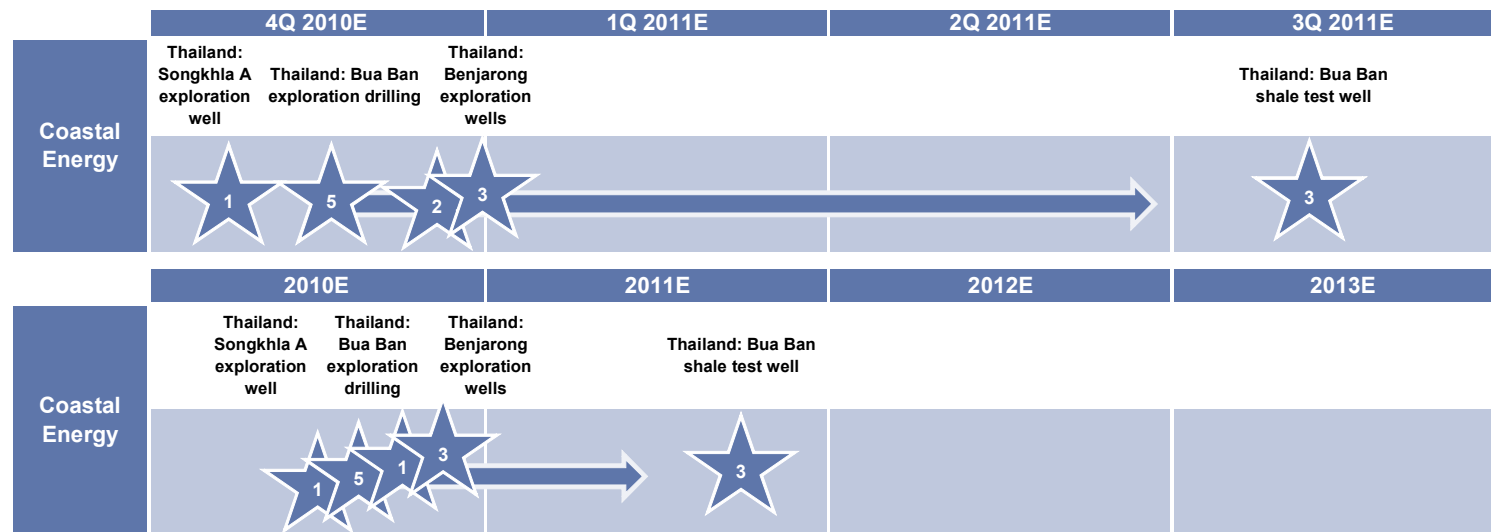 4Q 2010E
1Q 2011E
2Q 2011E
3Q 2011E
Coastal
Energy
Thailand:
Songkhla A
exploration
well
Thailand: Bua Ban
exploration drilling
Thailand:
Benjarong
exploration
wells
Thailand: Bua Ban
shale test well
1
5
2
3
3
2010E
2011E
2012E
2013E
Coastal
Energy
Thailand:
Songkhla A
exploration
well
Thailand:
Bua Ban
exploration
drilling
Thailand:
Benjarong
exploration
wells
Thailand: Bua Ban
shale test well
1
5
1
3
3